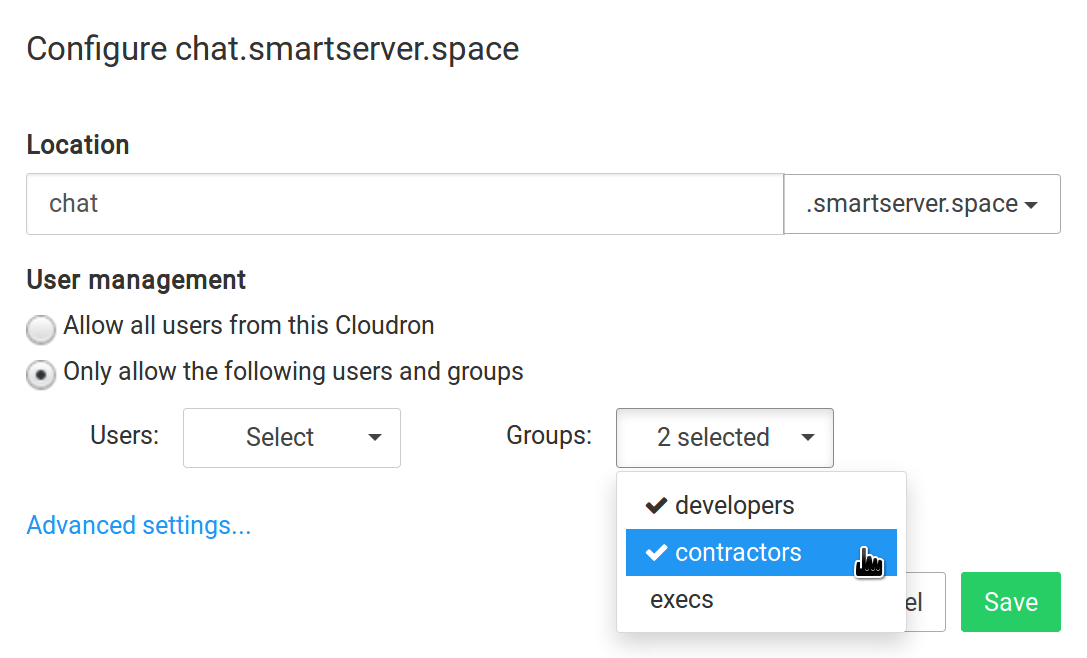 Configure chat.smartserver.space
Location
chat .smartserver.space
User management
Allow all users from this Cloudron
Only allow the following users and groups
Users: Select Groups: 2 selected
developers
Advanced settings...
contractors
execs
el Save